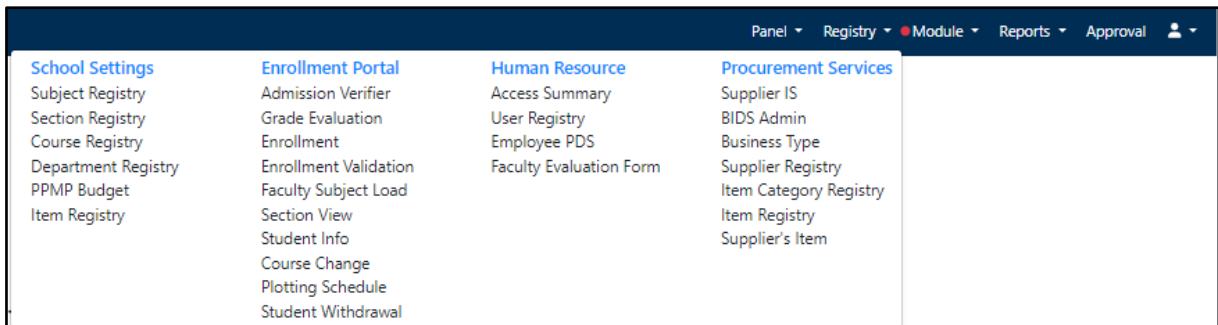 Panel Registry Module Reports Approval
School Settings
Subject Registry
Section Registry
Course Registry
Department Registry
PPMP Budget
Item Registry
Enrollment Portal
Admission Verifier
Grade Evaluation
Enrollment
Enrollment Validation
Faculty Subject Load
Section View
Student Info
Course Change
Plotting Schedule
Student Withdrawal
Human Resource
Access Summary
User Registry
Employee PDS
Faculty Evaluation Form
Procurement Services
Supplier IS
BIDS Admin
Business Type
Supplier Registry
Item Category Registry
Item Registry
Supplier's Item